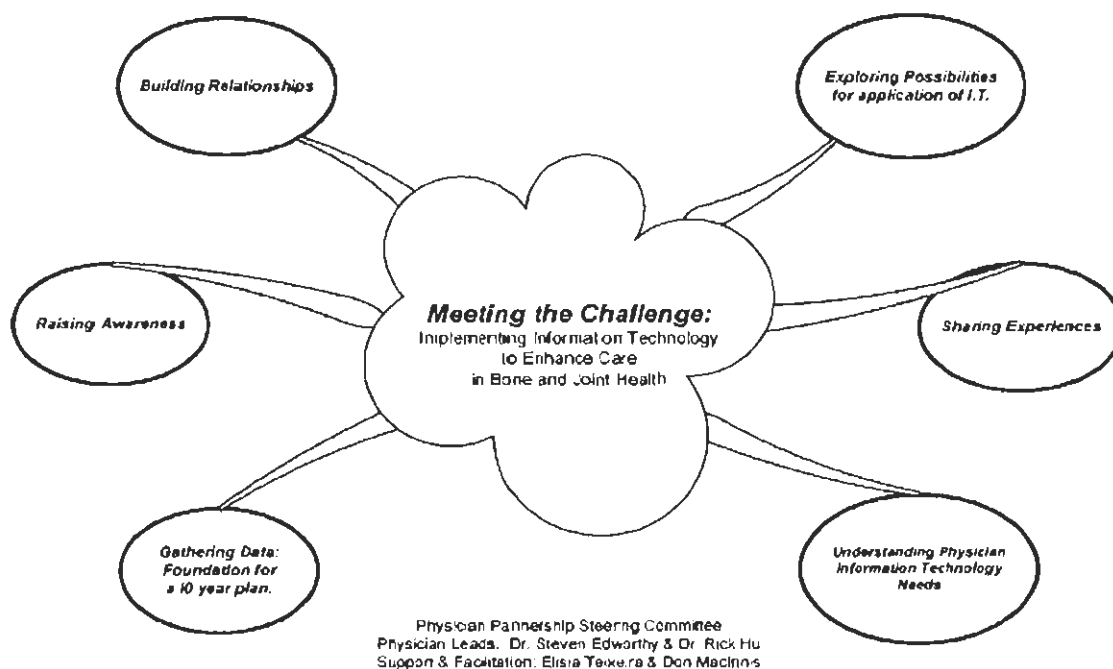 Building Relationships
Exploring Possibilities
for application of I.T.
Meeting the Challenge:
Implementing Information Technology
to Enhance Care
in Bone and Joint Health
Raising Awareness
Sharing Experiences
Gathering Data:
Foundation for
a 10 year plan.
Understanding Physician
Information Technology
Needs
Physician Partnership Steering Committee
Physician Leads: Dr. Steven Edworthy & Dr. Rick Hu
Support & Facilitation: Elisia Teixeira & Don MacInnis